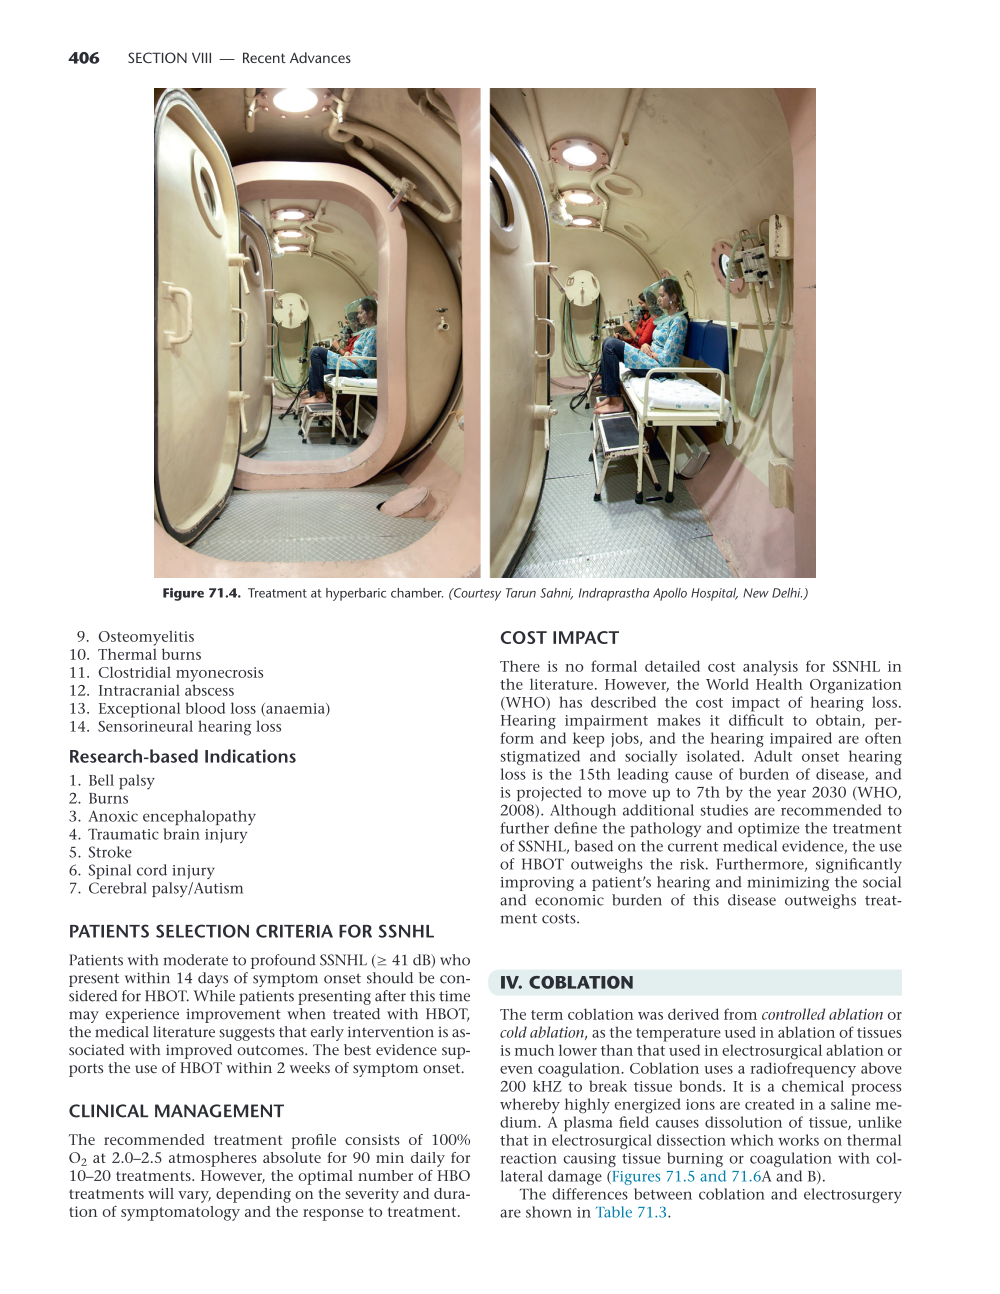 406 SECTION VIII — Recent Advances
Figure 71.4. Treatment at hyperbaric chamber. (Courtesy Tarun Sahni, Indraprastha Apollo Hospital, New Delhi.)
9. Osteomyelitis
10. Thermal burns
11. Clostridial myonecrosis
12. Intracranial abscess
13. Exceptional blood loss (anaemia)
14. Sensorineural hearing loss
Research-based Indications
1. Bell palsy
2. Burns
3. Anoxic encephalopathy
4. Traumatic brain injury
5. Stroke
6. Spinal cord injury
7. Cerebral palsy/Autism
PATIENTS SELECTION CRITERIA FOR SSNHL
Patients with moderate to profound SSNHL (≥ 41 dB) who
present within 14 days of symptom onset should be con-
sidered for HBOT. While patients presenting after this time
may experience improvement when treated with HBOT,
the medical literature suggests that early intervention is as-
sociated with improved outcomes. The best evidence sup-
ports the use of HBOT within 2 weeks of symptom onset.
CLINICAL MANAGEMENT
The recommended treatment profile consists of 100%
O2 at 2.0–2.5 atmospheres absolute for 90 min daily for
10–20 treatments. However, the optimal number of HBO
treatments will vary, depending on the severity and dura-
tion of symptomatology and the response to treatment.
COST IMPACT
There is no formal detailed cost analysis for SSNHL in
the literature. However, the World Health Organization
(WHO) has described the cost impact of hearing loss.
Hearing impairment makes it difficult to obtain, per-
form and keep jobs, and the hearing impaired are often
stigmatized and socially isolated. Adult onset hearing
loss is the 15th leading cause of burden of disease, and
is projected to move up to 7th by the year 2030 (WHO,
2008). Although additional studies are recommended to
further define the pathology and optimize the treatment
of SSNHL, based on the current medical evidence, the use
of HBOT outweighs the risk. Furthermore, significantly
improving a patient's hearing and minimizing the social
and economic burden of this disease outweighs treat-
ment costs.
IV. COBLATION
The term coblation was derived from controlled ablation or
cold ablation, as the temperature used in ablation of tissues
is much lower than that used in electrosurgical ablation or
even coagulation. Coblation uses a radiofrequency above
200 kHZ to break tissue bonds. It is a chemical process
whereby highly energized ions are created in a saline me-
dium. A plasma field causes dissolution of tissue, unlike
that in electrosurgical dissection which works on thermal
reaction causing tissue burning or coagulation with col-
lateral damage (Figures 71.5 and 71.6A and B).
The differences between coblation and electrosurgery
are shown in Table 71.3.